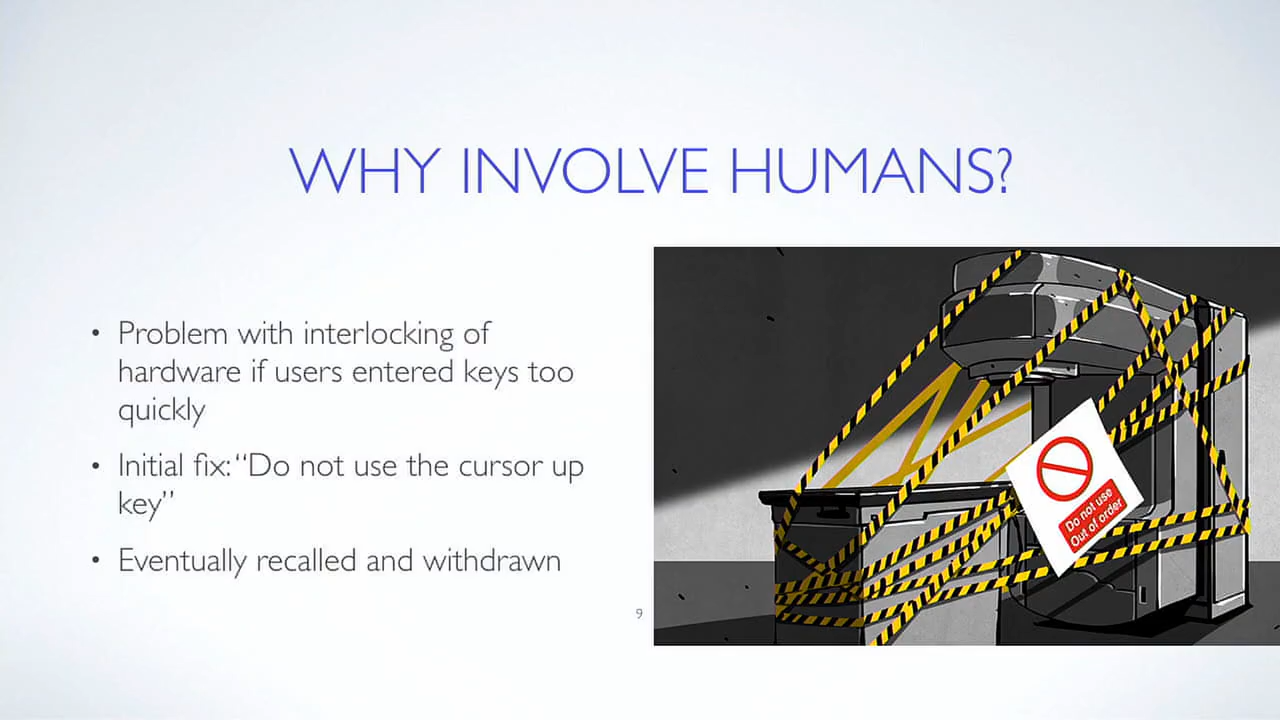 WHY INVOLVE HUMANS?
• Problem with interlocking of
hardware if users entered keys too
quickly
• Initial fix: “Do not use the cursor up
key”
• Eventually recalled and withdrawn
9
Do not use
Out of order